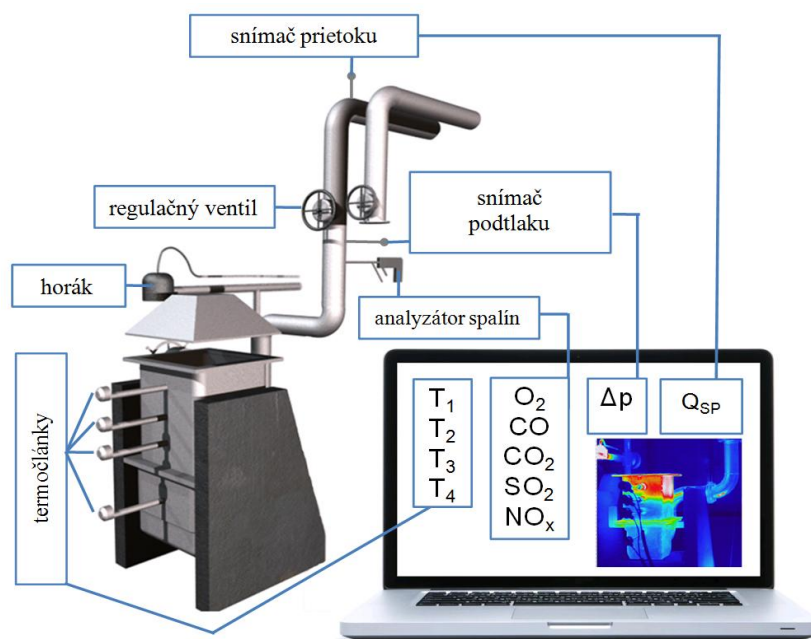 snímač prietoku
regulačný ventil
snímač
podtlaku
horák
analyzátor spalín
termočlánky
T₁
T₂
T₃
T₄
O₂
CO
CO₂
SO₂
NOₓ
Δp
Q_SP